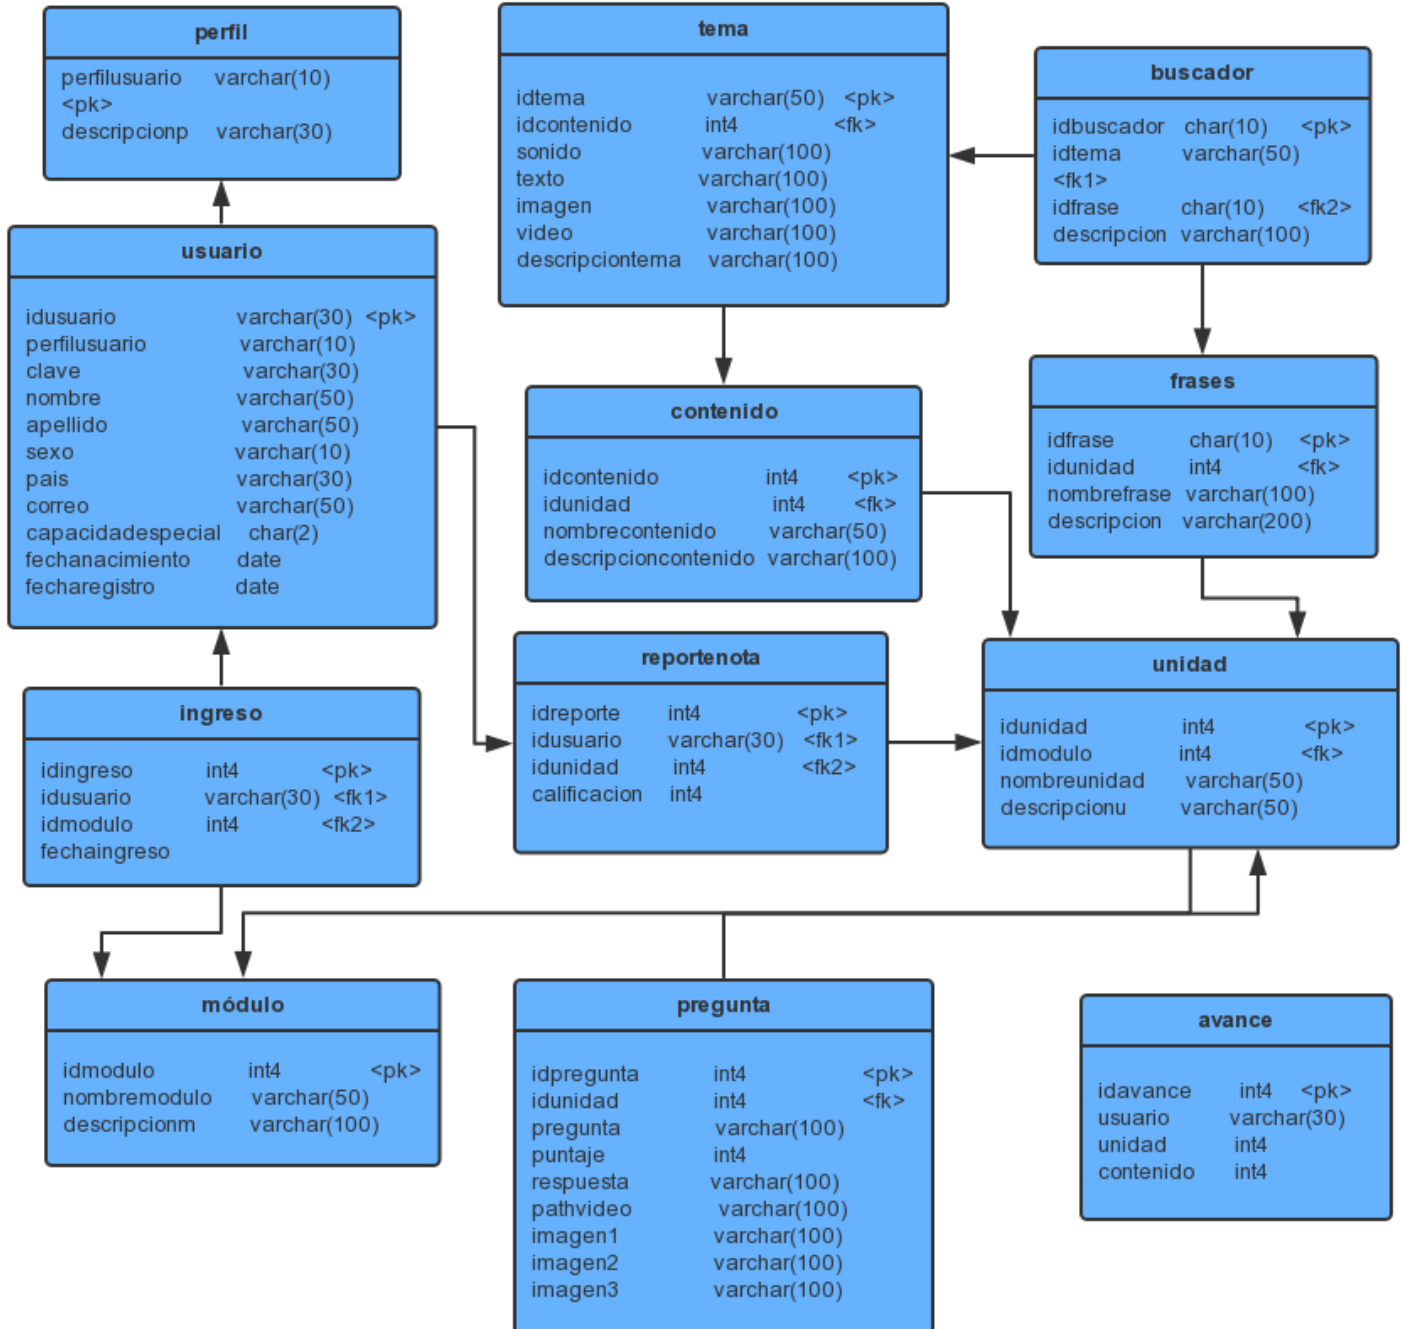 perfil
perfilusuario varchar(10)
<pk>
descripcionp varchar(30)
tema
idtema varchar(50) <pk>
idcontenido int4 <fk>
sonido varchar(100)
texto varchar(100)
imagen varchar(100)
video varchar(100)
descripciontema varchar(100)
buscador
idbuscador char(10) <pk>
idtema varchar(50)
<fk1>
idfrase char(10) <fk2>
descripcion varchar(100)
usuario
idusuario varchar(30) <pk>
perfilusuario varchar(10)
clave varchar(30)
nombre varchar(50)
apellido varchar(50)
sexo varchar(10)
pais varchar(30)
correo varchar(50)
capacidadespecial char(2)
fechanacimiento date
fecharegistro date
contenido
idcontenido int4 <pk>
idunidad int4 <fk>
nombrecontenido varchar(50)
descripcioncontenido varchar(100)
frases
idfrase char(10) <pk>
idunidad int4 <fk>
nombrefrase varchar(100)
descripcion varchar(200)
ingreso
idingreso int4 <pk>
idusuario varchar(30) <fk1>
idmodulo int4 <fk2>
fechaingreso
reportenota
idreporte int4 <pk>
idusuario varchar(30) <fk1>
idunidad int4 <fk2>
calificacion int4
unidad
idunidad int4 <pk>
idmodulo int4 <fk>
nombreunidad varchar(50)
descripcionu varchar(50)
módulo
idmodulo int4 <pk>
nombremodulo varchar(50)
descripcionm varchar(100)
pregunta
idpregunta int4 <pk>
idunidad int4 <fk>
pregunta varchar(100)
puntaje int4
respuesta varchar(100)
pathvideo varchar(100)
imagen1 varchar(100)
imagen2 varchar(100)
imagen3 varchar(100)
avance
idavance int4 <pk>
usuario varchar(30)
unidad int4
contenido int4